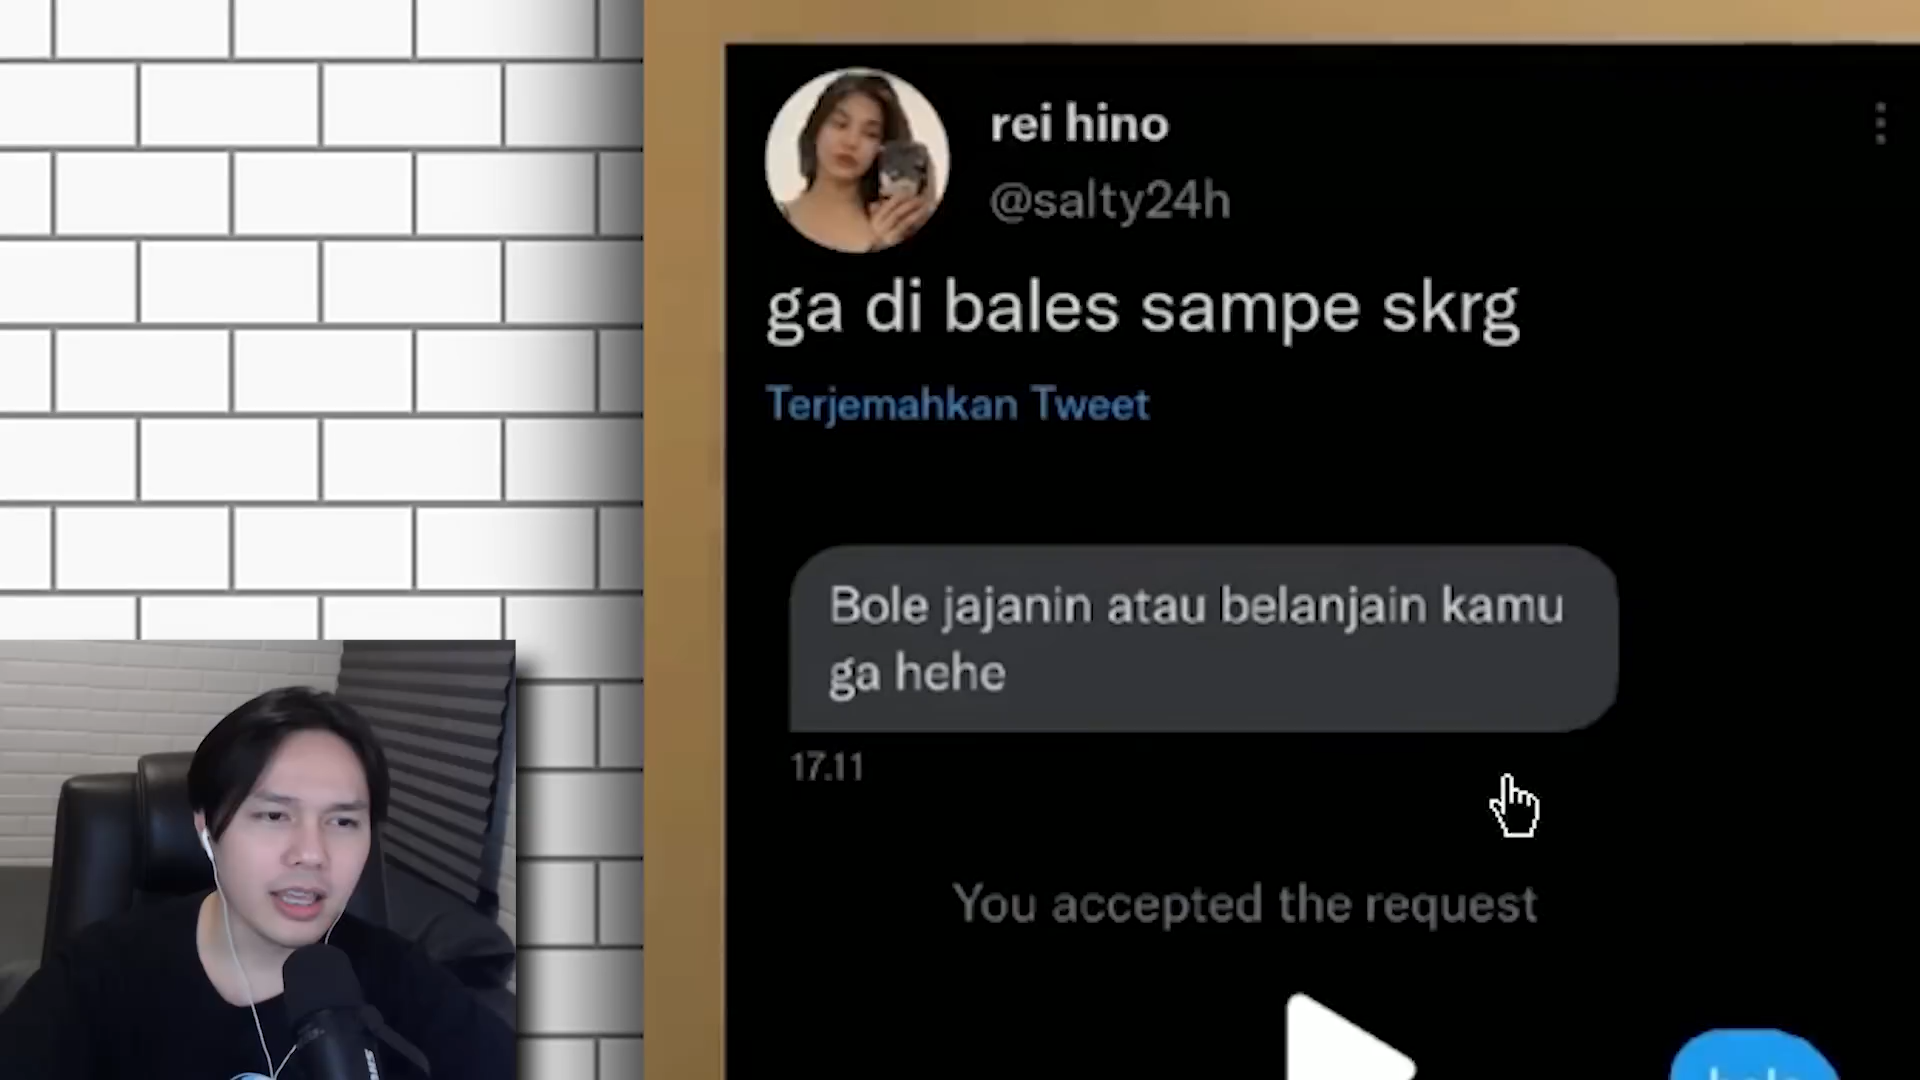 rei hino
@salty24h
ga di bales sampe skrg
Terjemahkan Tweet
Bole jajanin atau belanjain kamu
ga hehe
17.11
You accepted the request